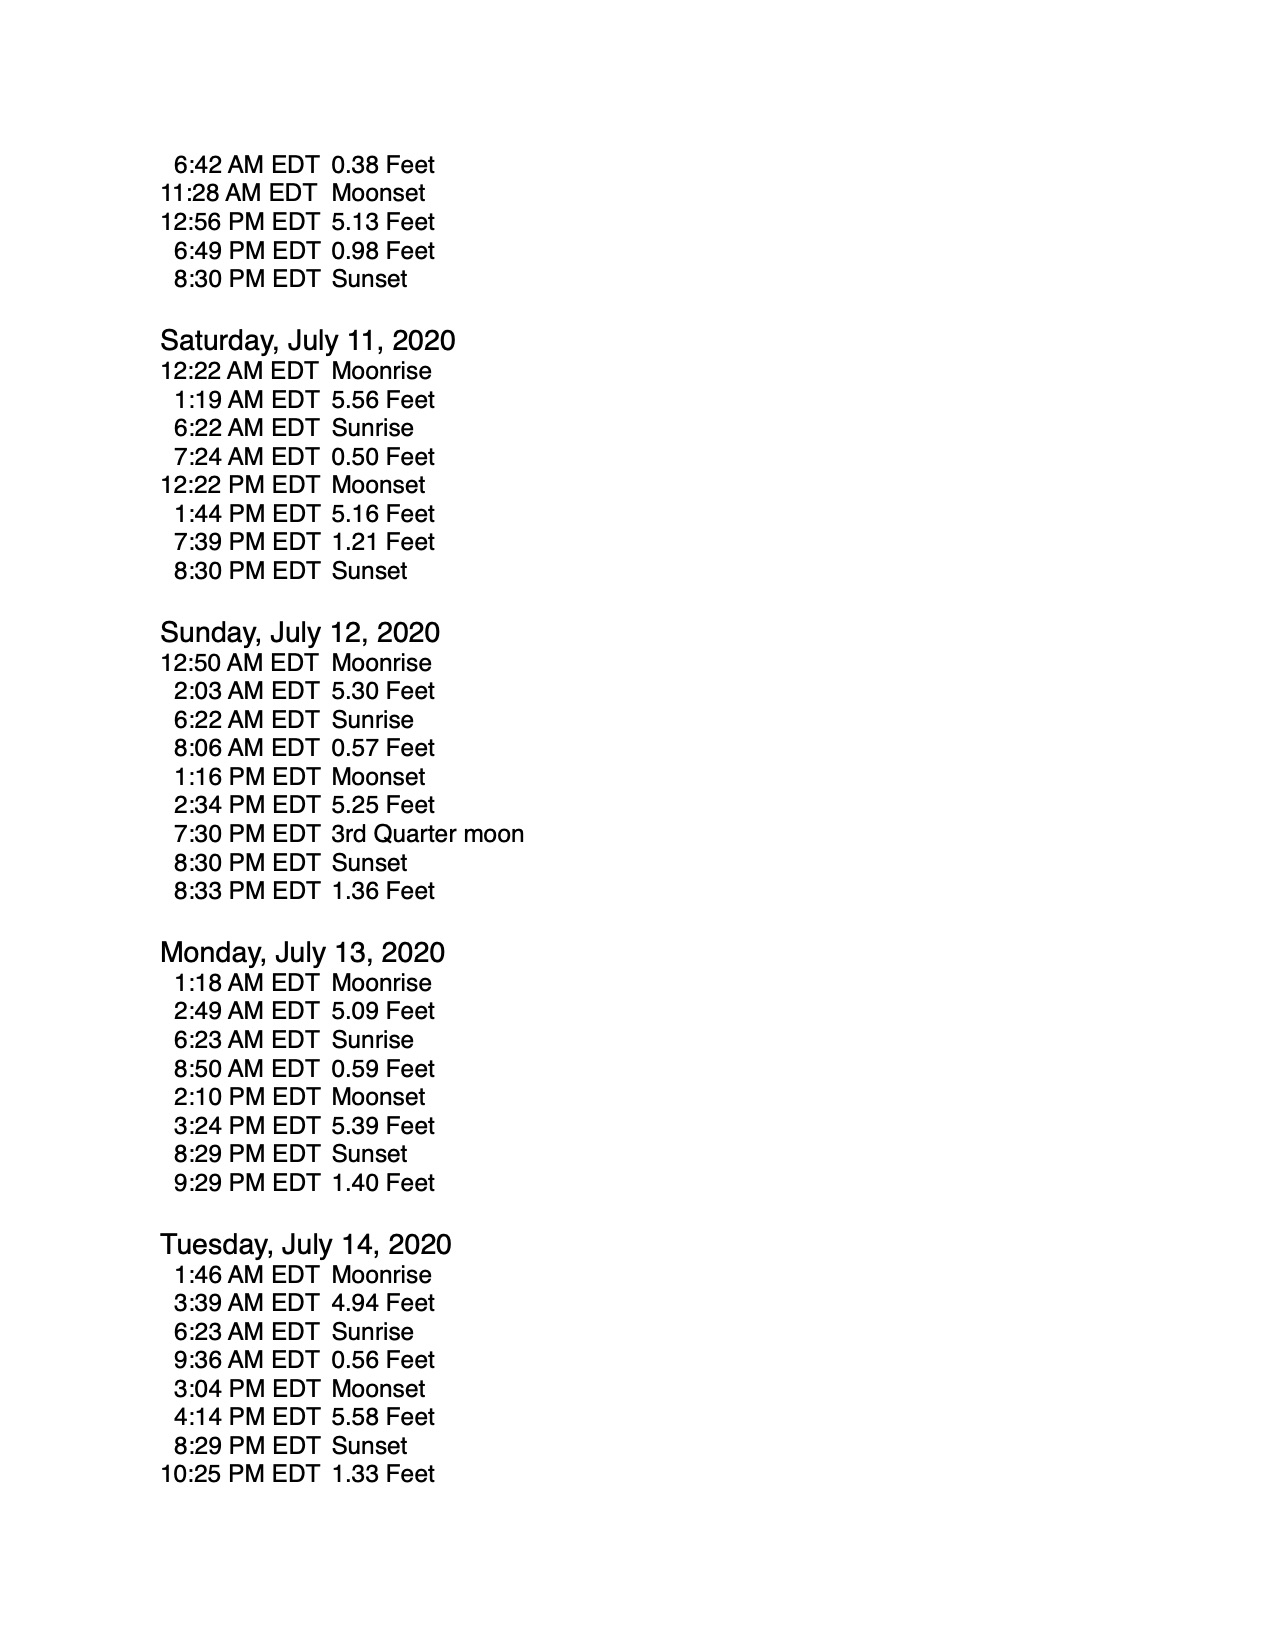 6:42 AM EDT 0.38 Feet
11:28 AM EDT Moonset
12:56 PM EDT 5.13 Feet
6:49 PM EDT 0.98 Feet
8:30 PM EDT Sunset
Saturday, July 11, 2020
12:22 AM EDT Moonrise
1:19 AM EDT 5.56 Feet
6:22 AM EDT Sunrise
7:24 AM EDT 0.50 Feet
12:22 PM EDT Moonset
1:44 PM EDT 5.16 Feet
7:39 PM EDT 1.21 Feet
8:30 PM EDT Sunset
Sunday, July 12, 2020
12:50 AM EDT Moonrise
2:03 AM EDT 5.30 Feet
6:22 AM EDT Sunrise
8:06 AM EDT 0.57 Feet
1:16 PM EDT Moonset
2:34 PM EDT 5.25 Feet
7:30 PM EDT 3rd Quarter moon
8:30 PM EDT Sunset
8:33 PM EDT 1.36 Feet
Monday, July 13, 2020
1:18 AM EDT Moonrise
2:49 AM EDT 5.09 Feet
6:23 AM EDT Sunrise
8:50 AM EDT 0.59 Feet
2:10 PM EDT Moonset
3:24 PM EDT 5.39 Feet
8:29 PM EDT Sunset
9:29 PM EDT 1.40 Feet
Tuesday, July 14, 2020
1:46 AM EDT Moonrise
3:39 AM EDT 4.94 Feet
6:23 AM EDT Sunrise
9:36 AM EDT 0.56 Feet
3:04 PM EDT Moonset
4:14 PM EDT 5.58 Feet
8:29 PM EDT Sunset
10:25 PM EDT 1.33 Feet